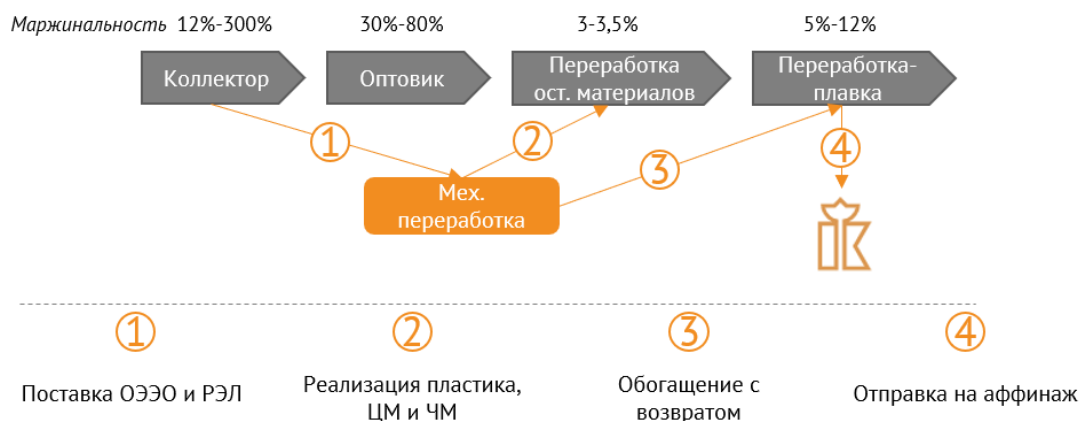 Маржинальность 12%-300% 30%-80% 3-3,5% 5%-12%
Коллектор
Оптовик
Переработка
ост. материалов
Переработка-
плавка
1
2
3
4
Мех.
переработка
1
2
3
4
Поставка ОЭЭО и РЭЛ
Реализация пластика,
ЦМ и ЧМ
Обогащение с
возвратом
Отправка на аффинаж